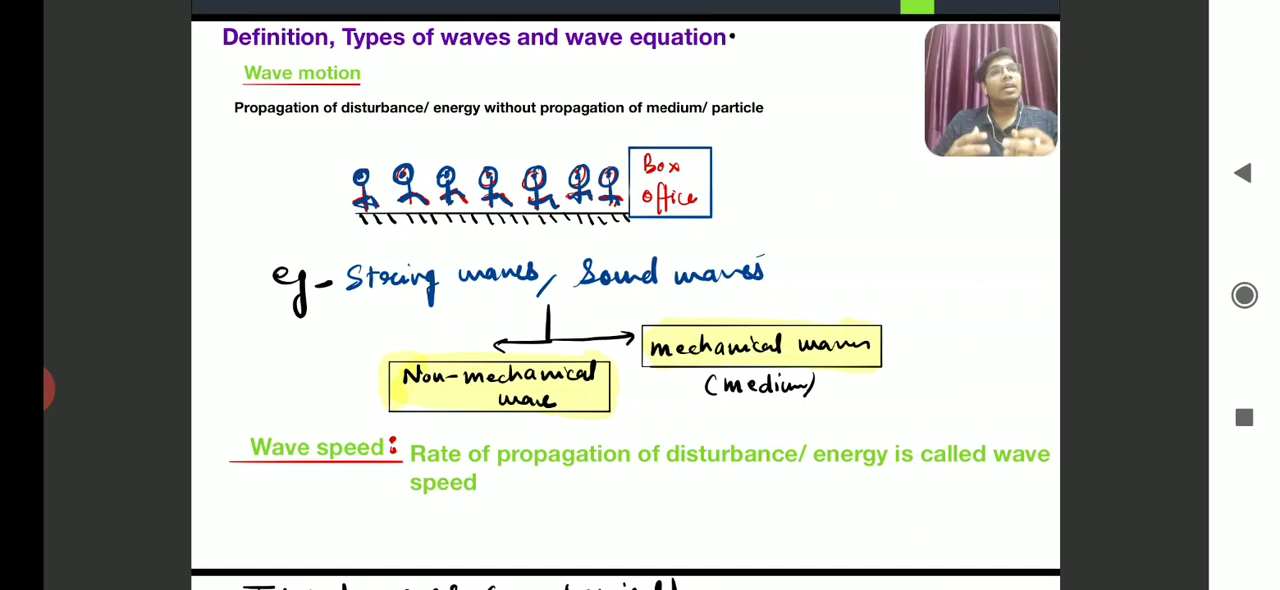 Definition, Types of waves and wave equation
Wave motion
Propagation of disturbance/ energy without propagation of medium/ particle
Box
office
eg - String waves, Sound waves
mechanical waves
Non-mechanical
wave
(medium)
Wave speed: Rate of propagation of disturbance/ energy is called wave
speed